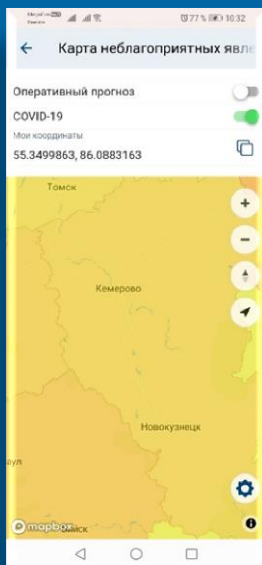 77 % 10:32
Карта неблагоприятных явле
Оперативный прогноз
COVID-19
Мои координаты
55.3499863, 86.0883163
Томск
Кемерово
Новокузнецк
аул
mapbox